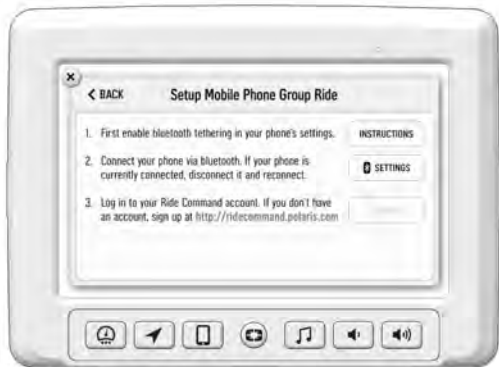 < BACK
Setup Mobile Phone Group Ride
1. First enable bluetooth tethering in your phone's settings.
INSTRUCTIONS
2. Connect your phone via bluetooth. If your phone is
currently connected, disconnect it and reconnect.
SETTINGS
3. Log in to your Ride Command account. If you don't have
an account, sign up at http://ridecommand.polaris.com